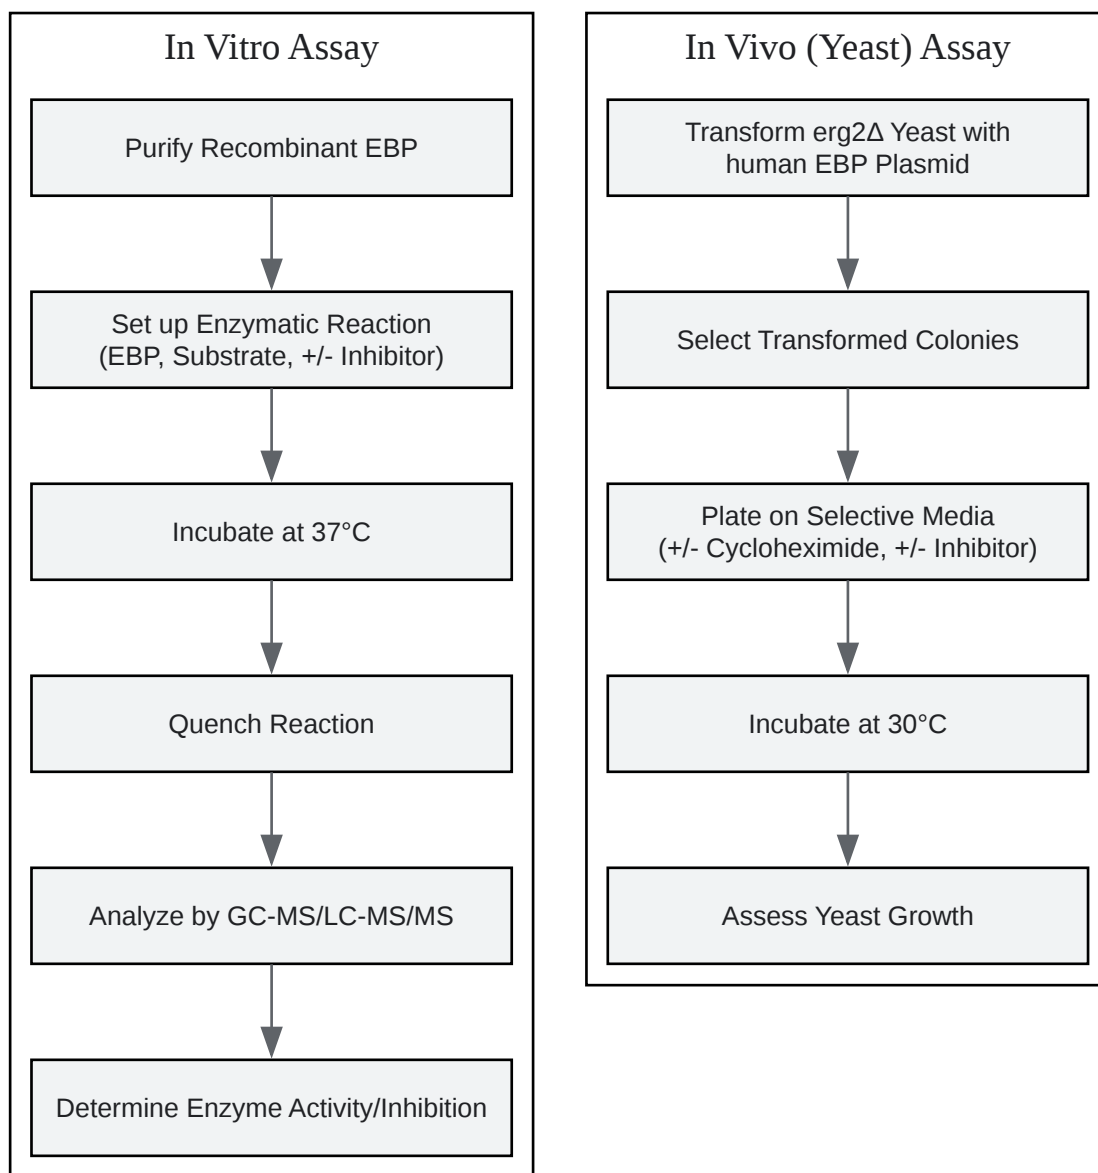 In Vitro Assay
Purify Recombinant EBP
Set up Enzymatic Reaction
(EBP, Substrate, +/- Inhibitor)
Incubate at 37°C
Quench Reaction
Analyze by GC-MS/LC-MS/MS
Determine Enzyme Activity/Inhibition
In Vivo (Yeast) Assay
Transform erg2Δ Yeast with
human EBP Plasmid
Select Transformed Colonies
Plate on Selective Media
(+/- Cycloheximide, +/- Inhibitor)
Incubate at 30°C
Assess Yeast Growth